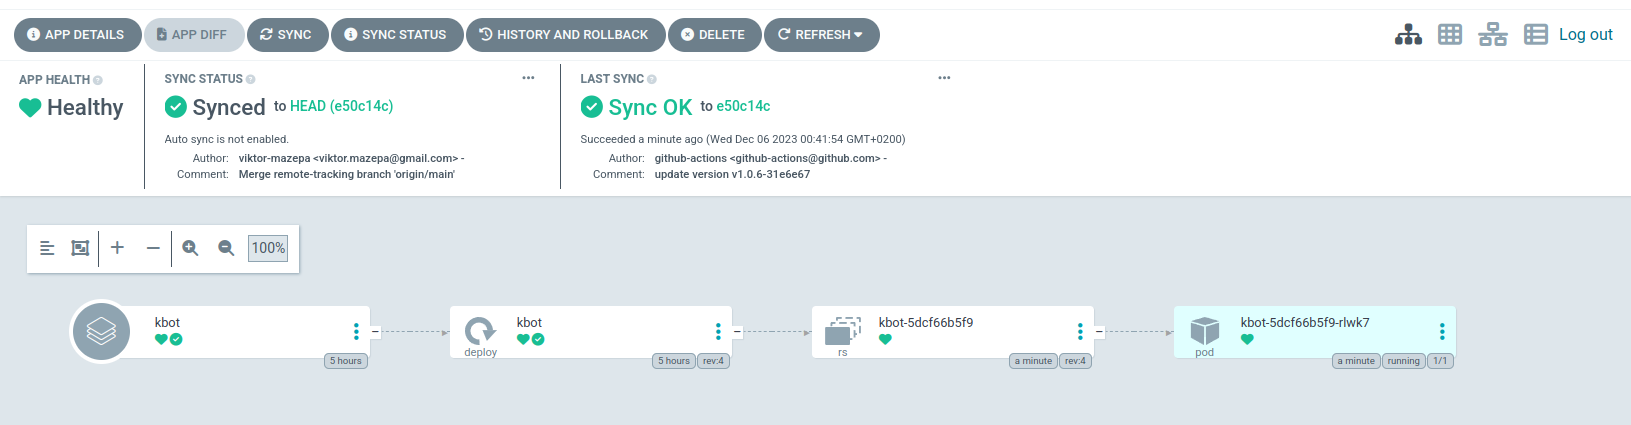 APP DETAILS APP DIFF SYNC SYNC STATUS HISTORY AND ROLLBACK DELETE REFRESH Log out
APP HEALTH
Healthy
SYNC STATUS
Synced to HEAD (e50c14c)
Auto sync is not enabled.
Author: viktor-mazepa <viktor.mazepa@gmail.com> -
Comment: Merge remote-tracking branch 'origin/main'
LAST SYNC
Sync OK to e50c14c
Succeeded a minute ago (Wed Dec 06 2023 00:41:54 GMT+0200)
Author: github-actions <github-actions@github.com> -
Comment: update version v1.0.6-31e6e67
100%
kbot
5 hours
kbot
deploy
5 hours rev:4
kbot-5dcf66b5f9
rs
a minute rev:4
kbot-5dcf66b5f9-rlwk7
pod
a minute running 1/1